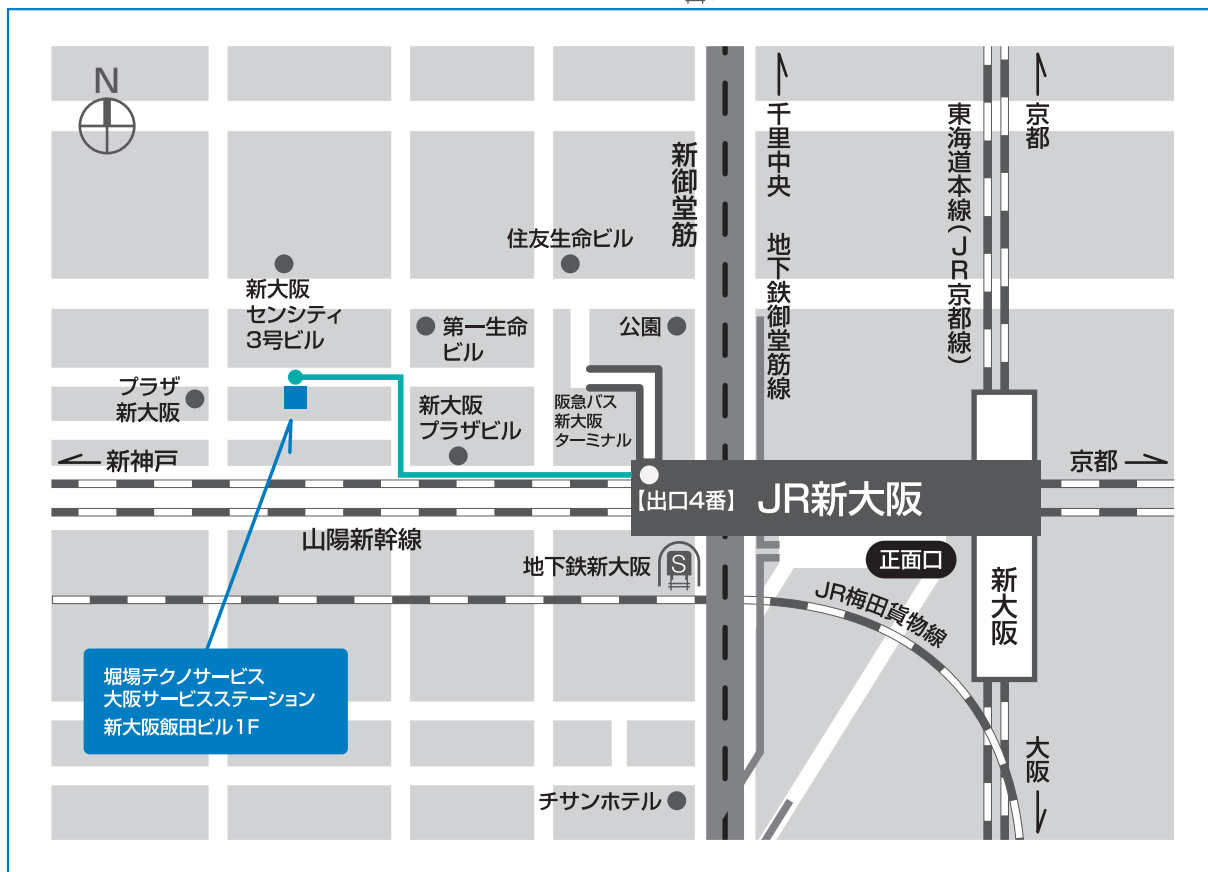 N
千里中央
地下鉄御堂筋線
東海道本線(JR京都線)
京都
新御堂筋
住友生命ビル
新大阪
センシティ
3号ビル
第一生命
ビル
公園
プラザ
新大阪
新大阪
プラザビル
阪急バス
新大阪
ターミナル
新神戸
京都
【出口4番】
JR新大阪
山陽新幹線
地下鉄新大阪
S
正面口
新大阪
JR梅田貨物線
堀場テクノサービス
大阪サービスステーション
新大阪飯田ビル1F
大阪
チサンホテル